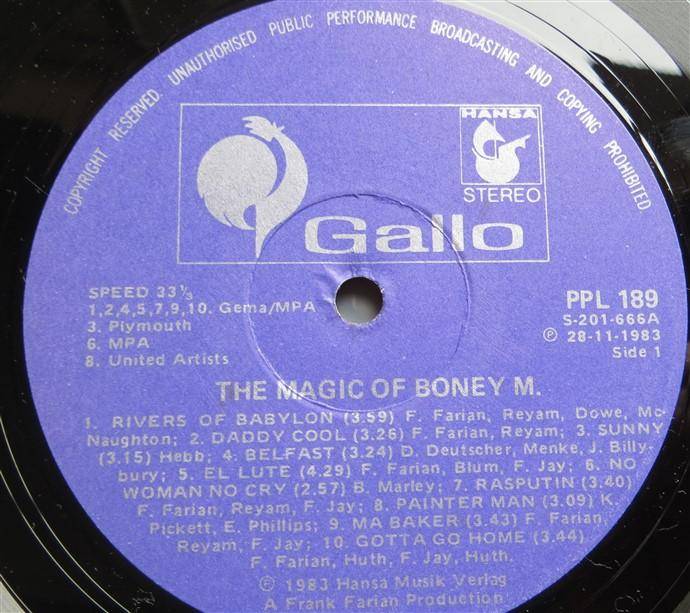 COPYRIGHT RESERVED. UNAUTHORISED PUBLIC PERFORMANCE BROADCASTING AND COPYING PROHIBITED.
HANSA
STEREO
Gallo
SPEED 33⅓
1,2,4,5,7,9,10. Gema/MPA
3. Plymouth
6. MPA
8. United Artists
PPL 189
S-201-666A
Ⓟ 28-11-1983
Side 1
THE MAGIC OF BONEY M.
1. RIVERS OF BABYLON (3.59) F. Farian, Reyam, Dowe, Mc-
Naughton; 2. DADDY COOL (3.26) F. Farian, Reyam; 3. SUNNY
(3.15) Hebb; 4. BELFAST (3.24) D. Deutscher, Menke, J. Billy-
bury; 5. EL LUTE (4.29) F. Farian, Blum, F. Jay; 6. NO
WOMAN NO CRY (2.57) B. Marley; 7. RASPUTIN (3.40)
F. Farian, Reyam, F. Jay; 8. PAINTER MAN (3.09) K.
Pickett, E. Phillips; 9. MA BAKER (3.43) F. Farian,
Reyam, F. Jay; 10. GOTTA GO HOME (3.44)
F. Farian, Huth, F. Jay, Huth.
Ⓟ 1983 Hansa Musik Verlag
A Frank Farian Production